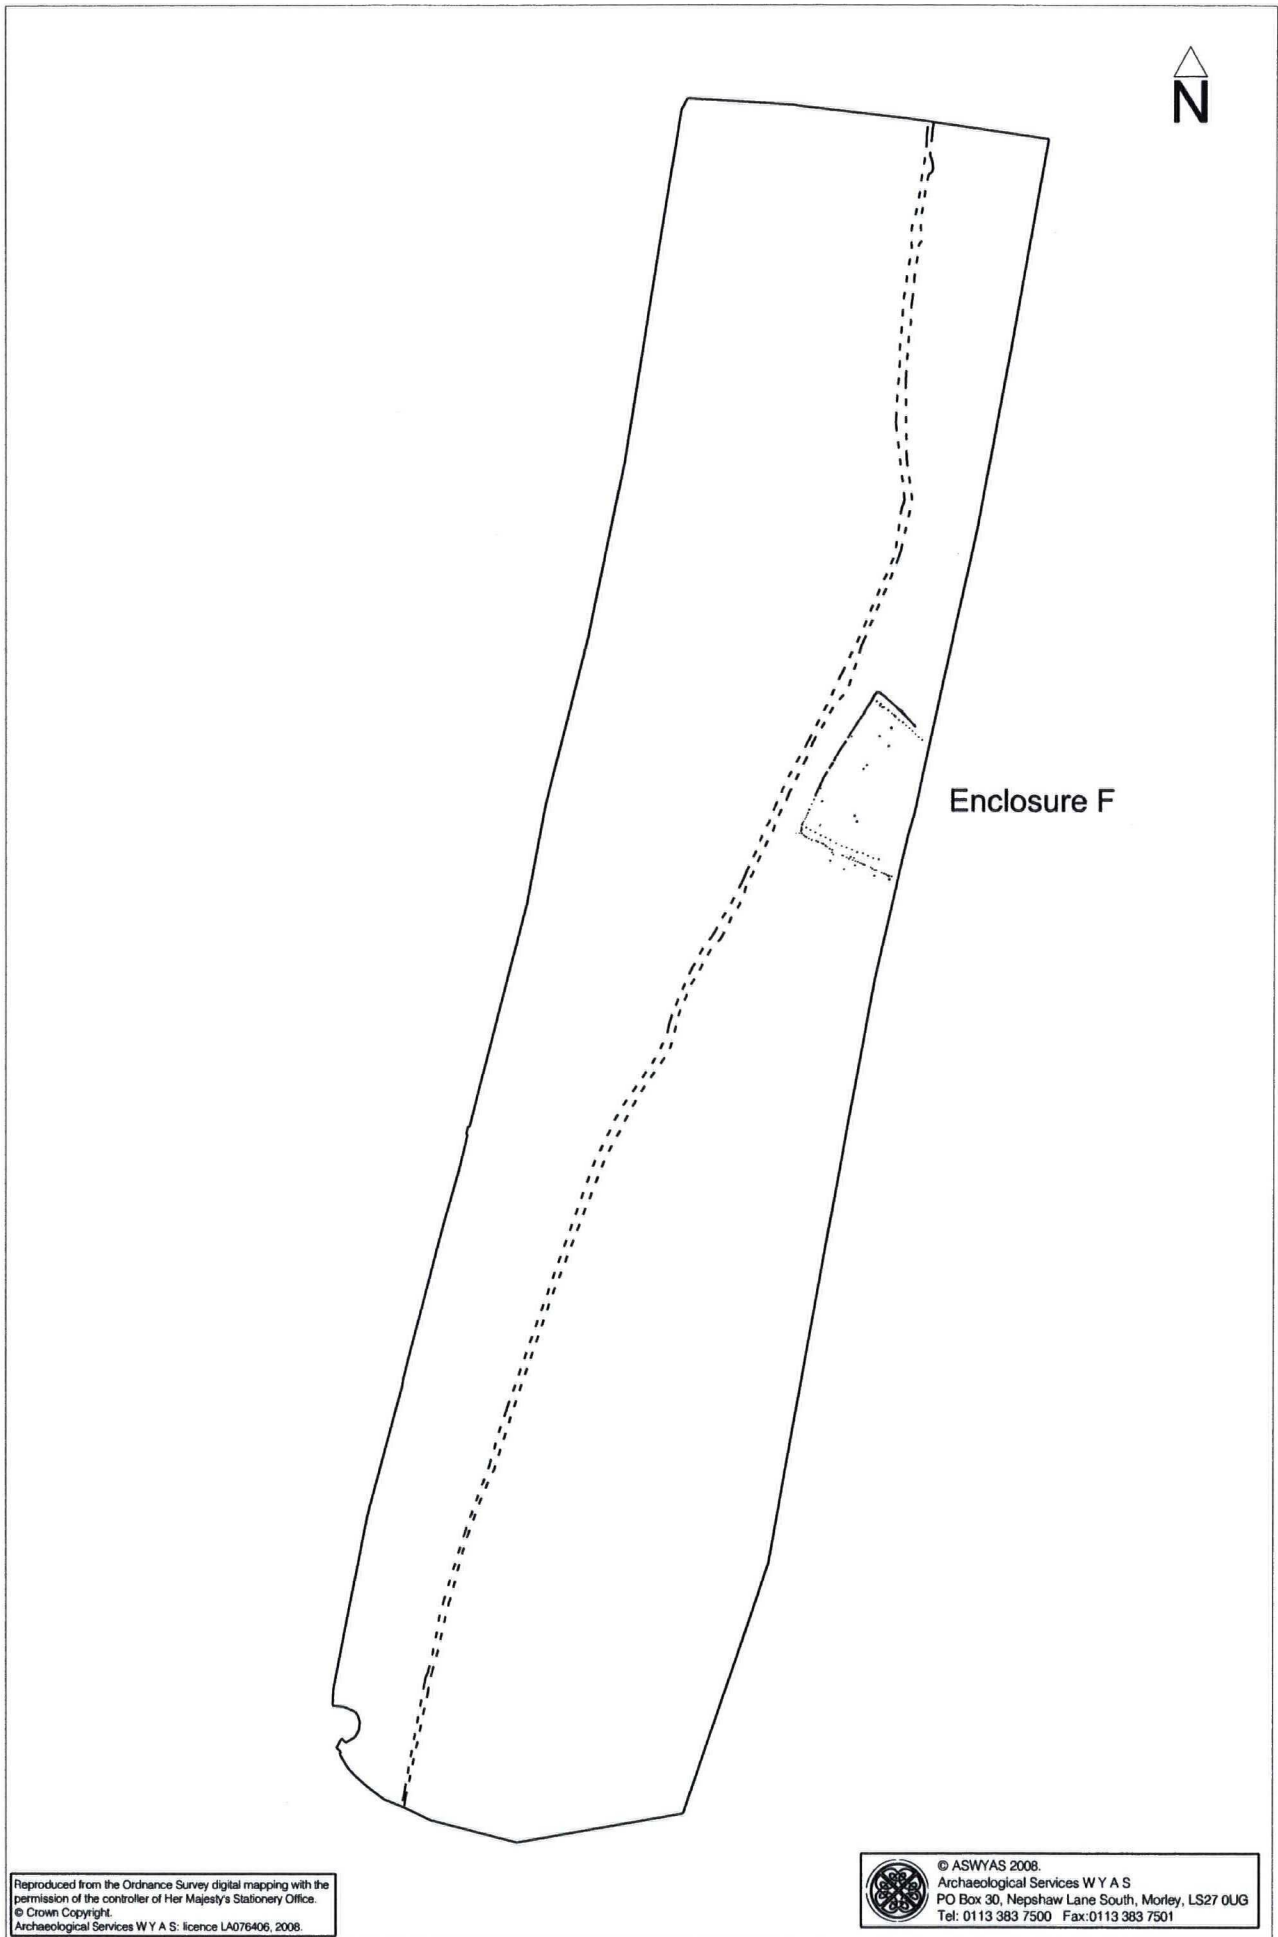 N
Enclosure F
Reproduced from the Ordnance Survey digital mapping with the
permission of the controller of Her Majesty's Stationery Office.
© Crown Copyright.
Archaeological Services W Y A S: licence LA076406, 2008.
© ASWYAS 2008.
Archaeological Services W Y A S
PO Box 30, Nepshaw Lane South, Morley, LS27 0UG
Tel: 0113 383 7500 Fax:0113 383 7501